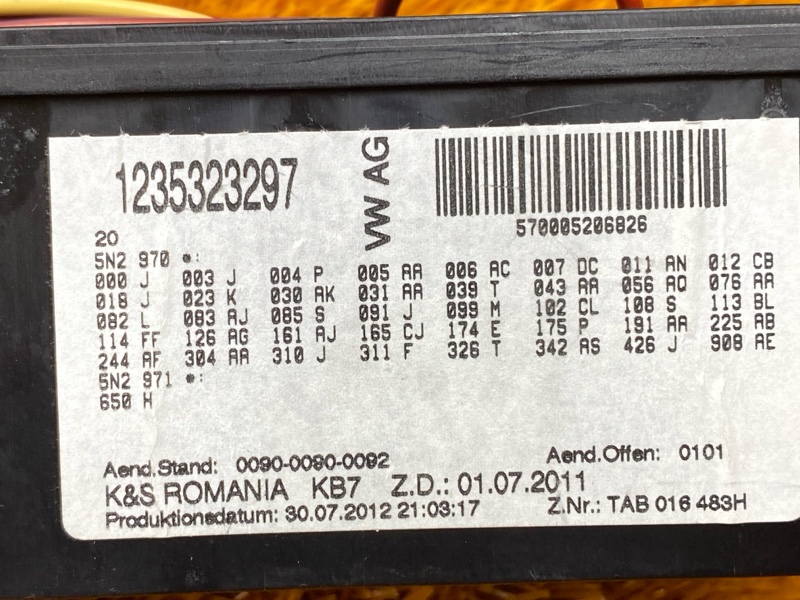 1235323297
VW AG
570005206826
20
5N2 970 *:
000 J 003 J 004 P 005 AA 006 AC 007 DC 011 AN 012 CB
018 J 023 K 030 AK 031 AA 039 T 043 AA 056 AO 076 AA
082 L 083 AJ 085 S 091 J 099 M 102 CL 108 S 113 BL
114 FF 126 AG 161 AJ 165 CJ 174 E 175 P 191 AA 225 AB
244 AF 304 AA 310 J 311 F 326 T 342 AS 426 J 908 AE
5N2 971 *:
650 H
Aend.Stand: 0090-0080-0082 Aend.Offen: 0101
K&S ROMANIA KB7 Z.D.: 01.07.2011
Produktionsdatum: 30.07.2012 21:03:17 Z.Nr.: TAB 016 483H